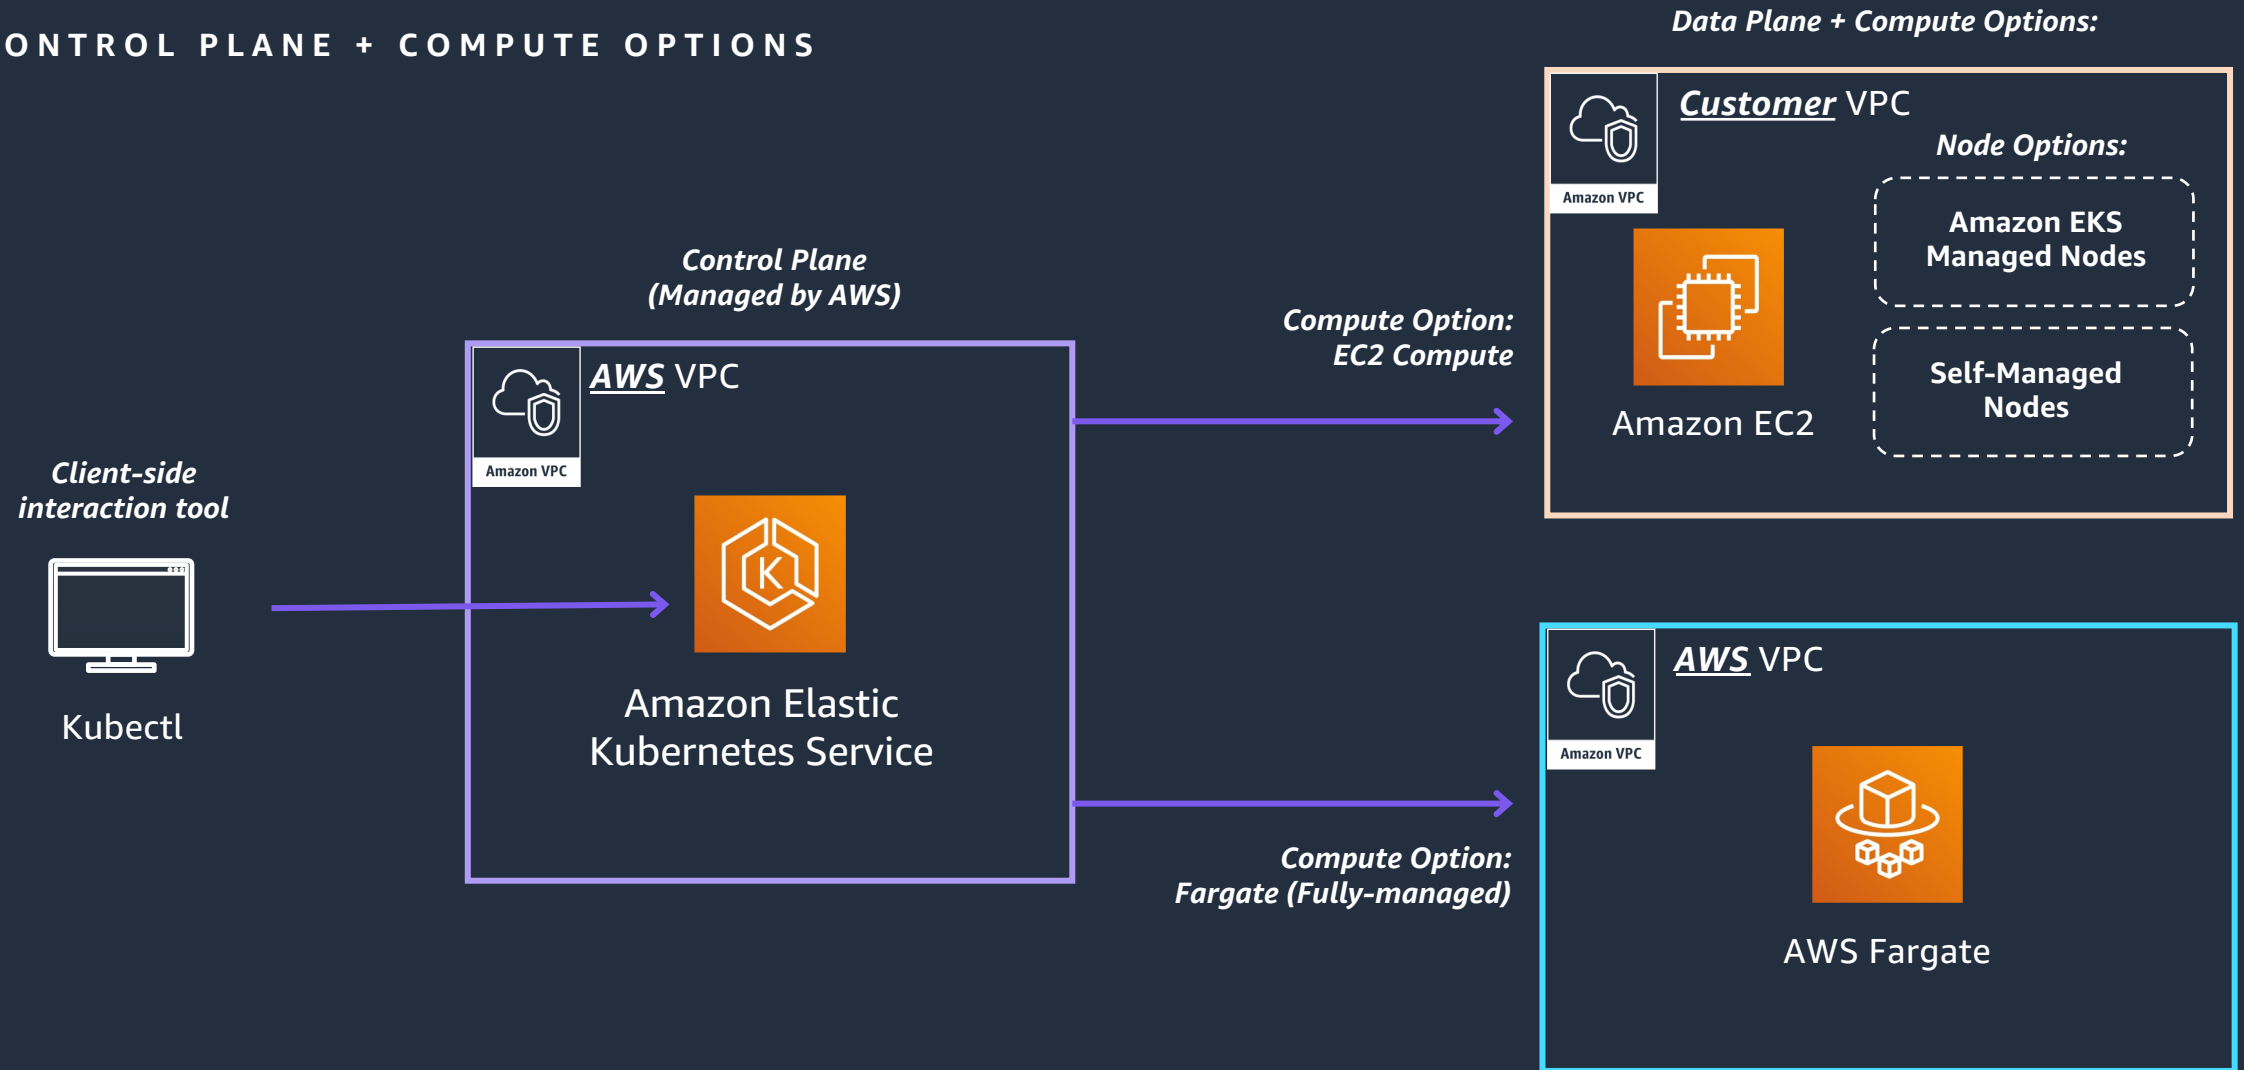 ONTROL PLANE + COMPUTE OPTIONS
Data Plane + Compute Options:
Customer VPC
Amazon VPC
Node Options:
Amazon EKS
Managed Nodes
Self-Managed
Nodes
Amazon EC2
Control Plane
(Managed by AWS)
AWS VPC
Amazon VPC
K
Amazon Elastic
Kubernetes Service
Compute Option:
EC2 Compute
Client-side
interaction tool
Kubectl
Compute Option:
Fargate (Fully-managed)
AWS VPC
Amazon VPC
AWS Fargate